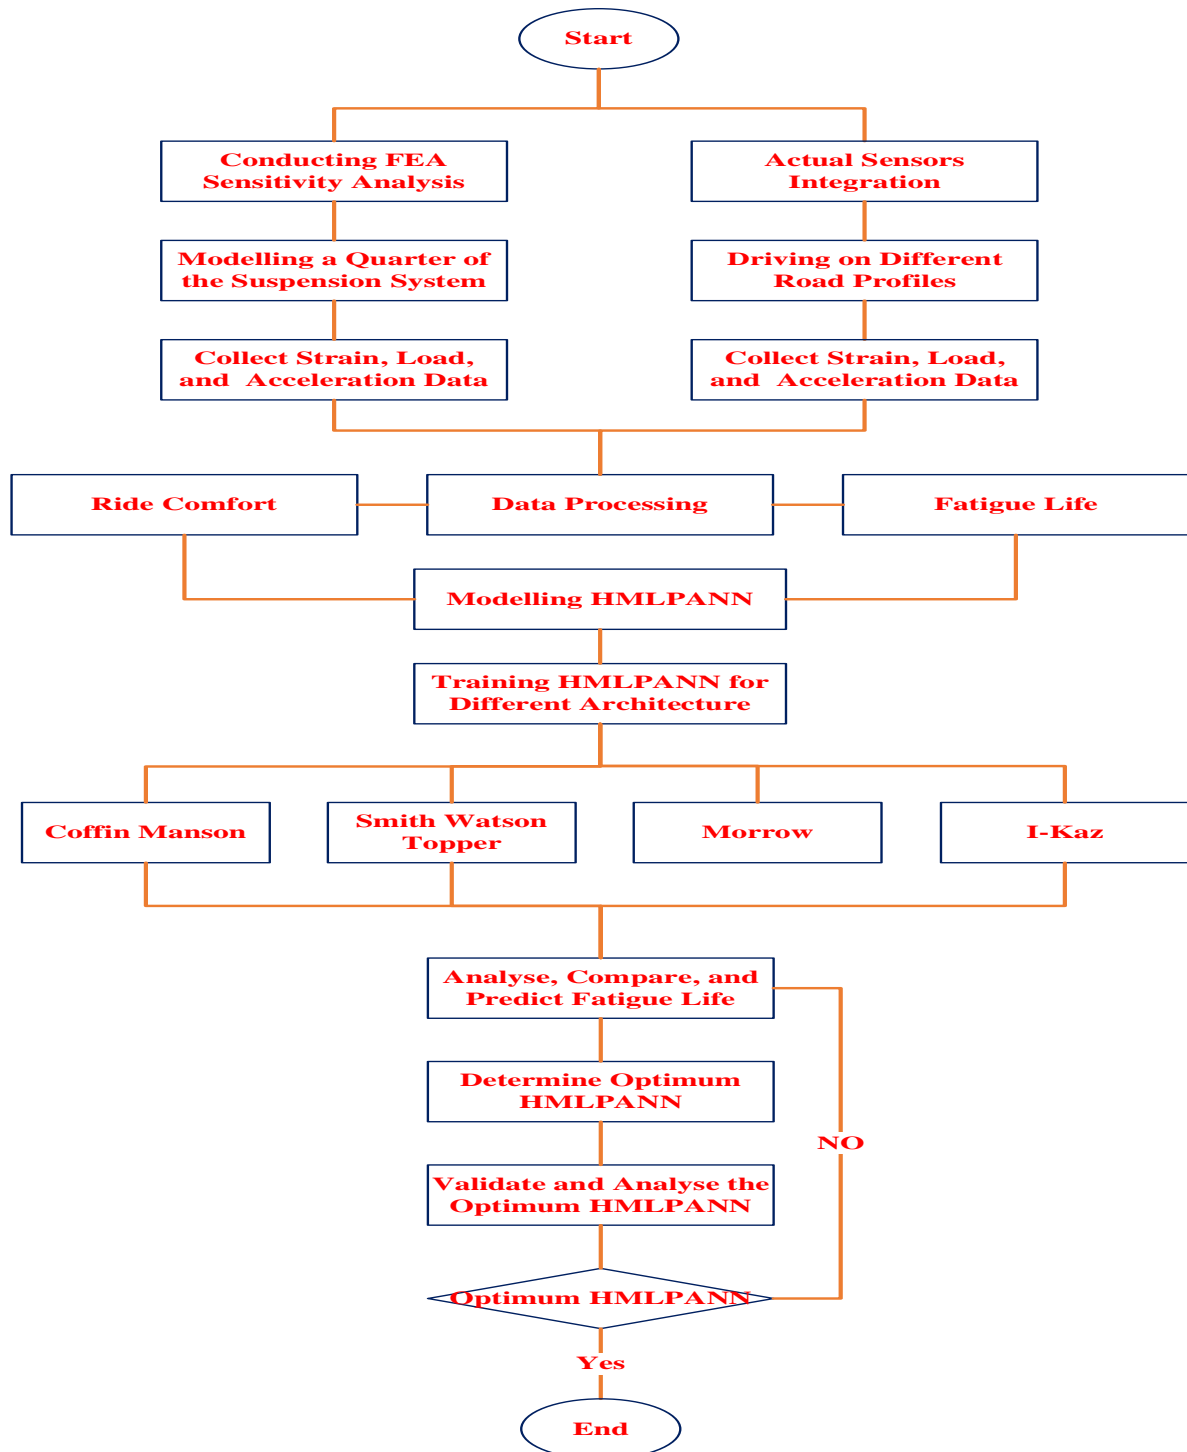 Start
Conducting FEA
Sensitivity Analysis
Actual Sensors
Integration
Modelling a Quarter of
the Suspension System
Driving on Different
Road Profiles
Collect Strain, Load,
and  Acceleration Data
Collect Strain, Load,
and  Acceleration Data
Ride Comfort
Data Processing
Fatigue Life
Modelling HMLPANN
Training HMLPANN for
Different Architecture
Coffin Manson
Smith Watson
Topper
Morrow
I-Kaz
Analyse, Compare, and
Predict Fatigue Life
Determine Optimum
HMLPANN
NO
Validate and Analyse the
Optimum HMLPANN
Optimum HMLPANN
Yes
End